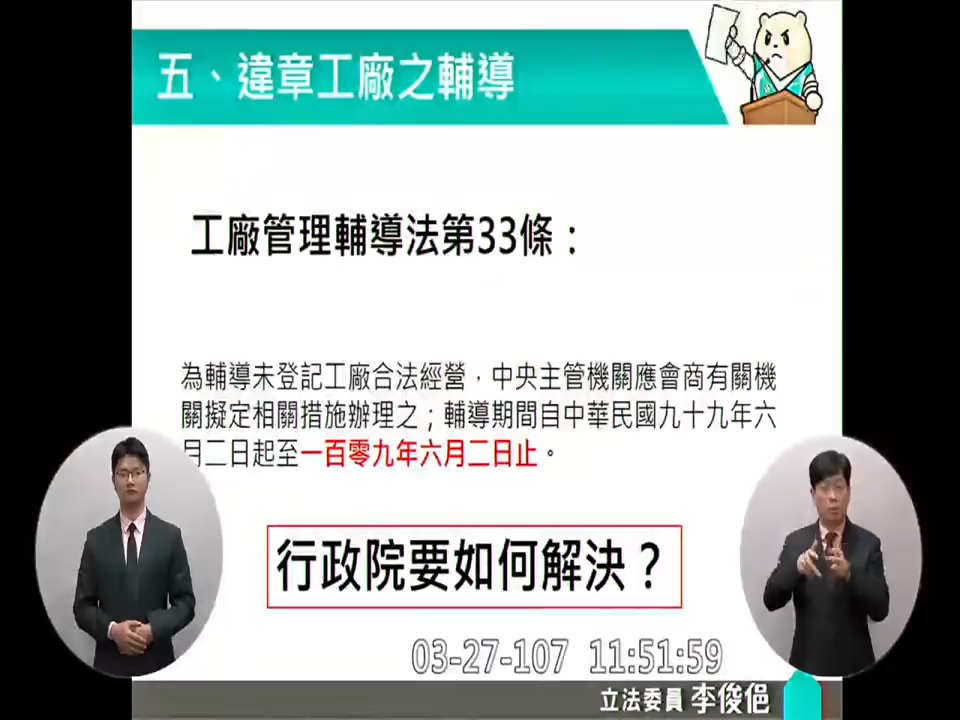 五、違章工廠之輔導
工廠管理輔導法第33條：
為輔導未登記工廠合法經營，中央主管機關應會商有關機
關擬定相關措施辦理之；輔導期間自中華民國九十九年六
月二日起至一百零九年六月二日止。
行政院要如何解決？
03-27-107 11:51:59
立法委員 李俊俋